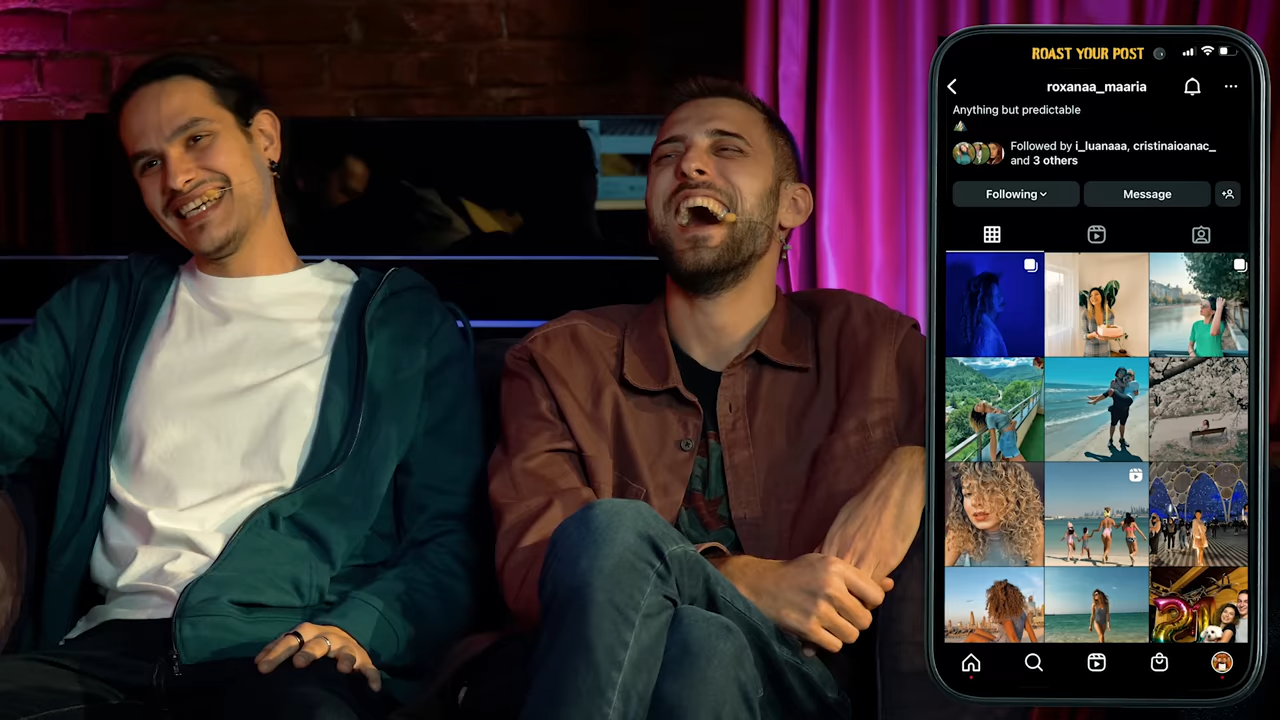 ROAST YOUR POST
roxanaa_maaria
Anything but predictable
Followed by i_luanaaa, cristinaioanac_
and 3 others
Following
Message
21